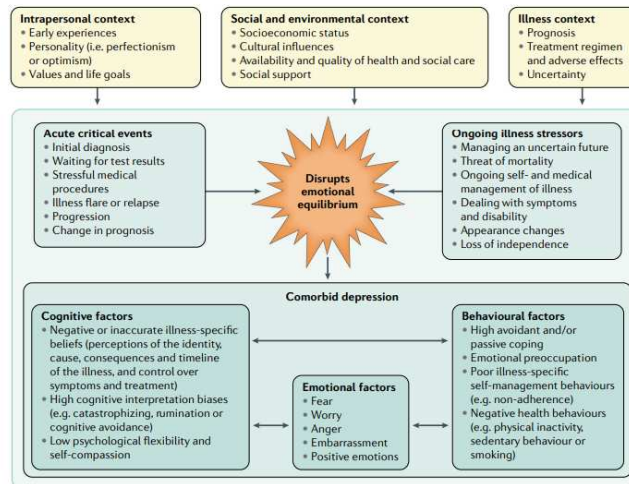 Intrapersonal context
• Early experiences
• Personality (i.e. perfectionism
or optimism)
• Values and life goals
Social and environmental context
• Socioeconomic status
• Cultural influences
• Availability and quality of health and social care
• Social support
Illness context
• Prognosis
• Treatment regimen
and adverse effects
• Uncertainty
Acute critical events
• Initial diagnosis
• Waiting for test results
• Stressful medical
procedures
• Illness flare or relapse
• Progression
• Change in prognosis
Disrupts
emotional
equilibrium
Ongoing illness stressors
• Managing an uncertain future
• Threat of mortality
• Ongoing self- and medical
management of illness
• Dealing with symptoms
and disability
• Appearance changes
• Loss of independence
Comorbid depression
Cognitive factors
• Negative or inaccurate illness-specific
beliefs (perceptions of the identity,
cause, consequences and timeline
of the illness, and control over
symptoms and treatment)
• High cognitive interpretation biases
(e.g. catastrophizing, rumination or
cognitive avoidance)
• Low psychological flexibility and
self-compassion
Emotional factors
• Fear
• Worry
• Anger
• Embarrassment
• Positive emotions
Behavioural factors
• High avoidant and/or
passive coping
• Emotional preoccupation
• Poor illness-specific
self-management behaviours
(e.g. non-adherence)
• Negative health behaviours
(e.g. physical inactivity,
sedentary behaviour or
smoking)